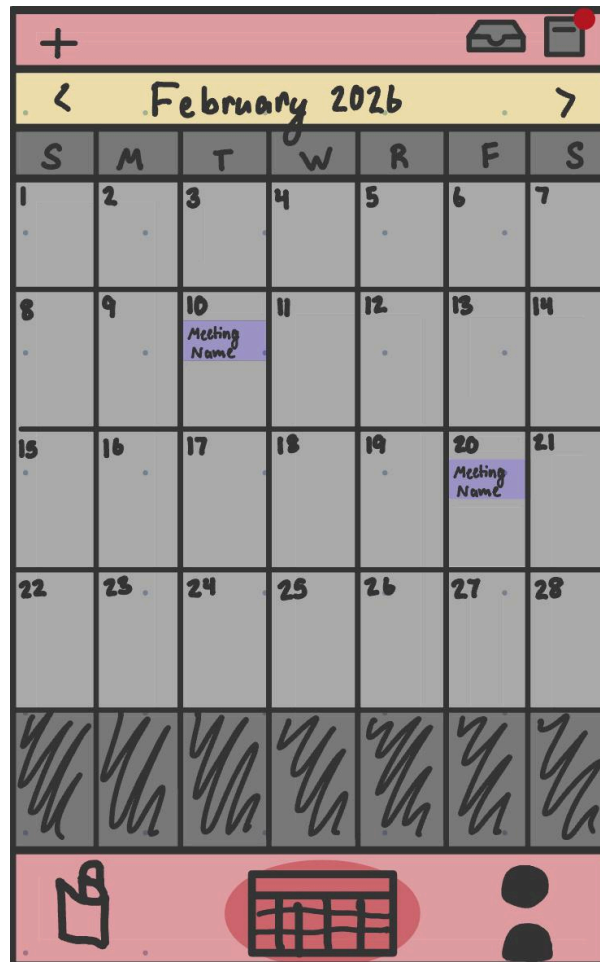 +
< February 2026 >
S M T W R F S
1 2 3 4 5 6 7
8 9 10 11 12 13 14
Meeting
Name
15 16 17 18 19 20 21
Meeting
Name
22 23 24 25 26 27 28